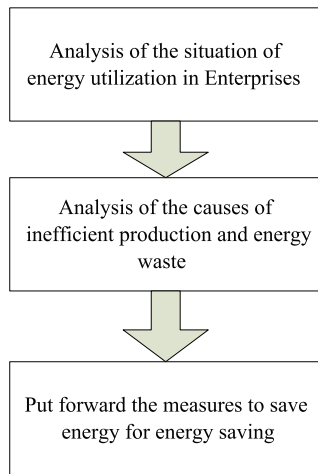 Analysis of the situation of
energy utilization in Enterprises
Analysis of the causes of
inefficient production and energy
waste
Put forward the measures to save
energy for energy saving